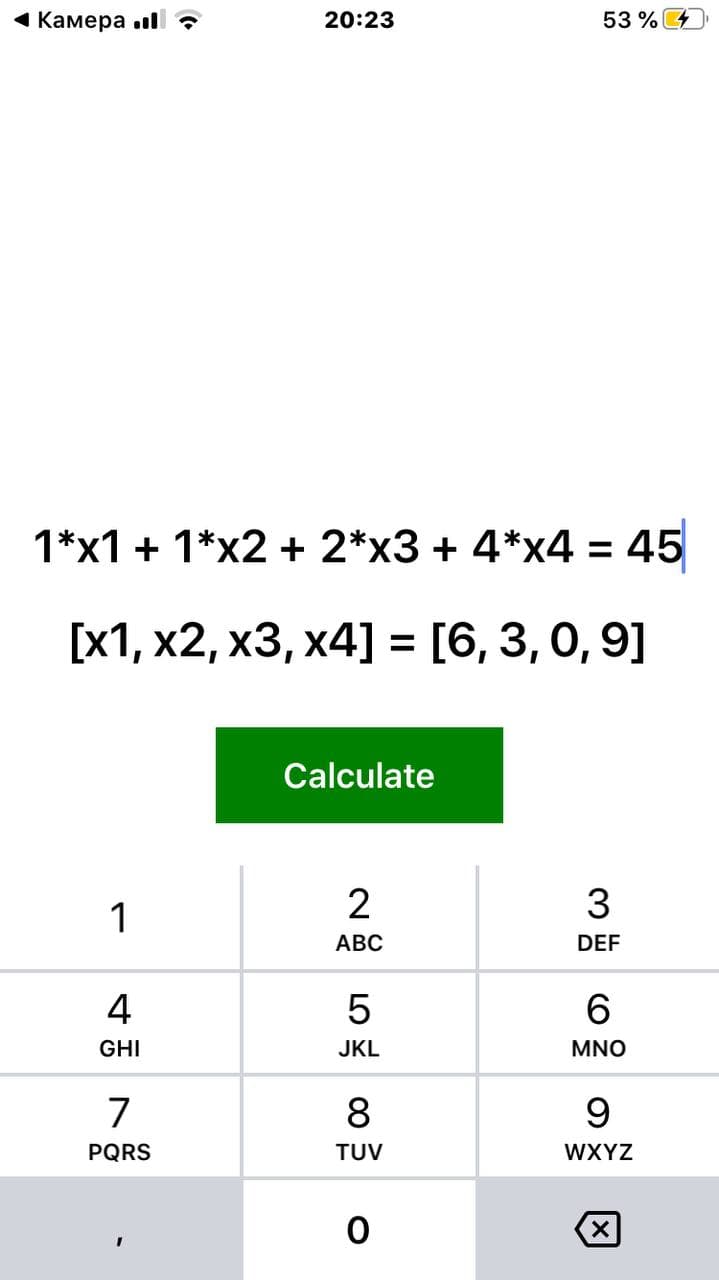 Камера 20:23 53 %
1*x1 + 1*x2 + 2*x3 + 4*x4 = 45
[x1, x2, x3, x4] = [6, 3, 0, 9]
Calculate
1 2 3
ABC DEF
4 5 6
GHI JKL MNO
7 8 9
PQRS TUV WXYZ
, 0